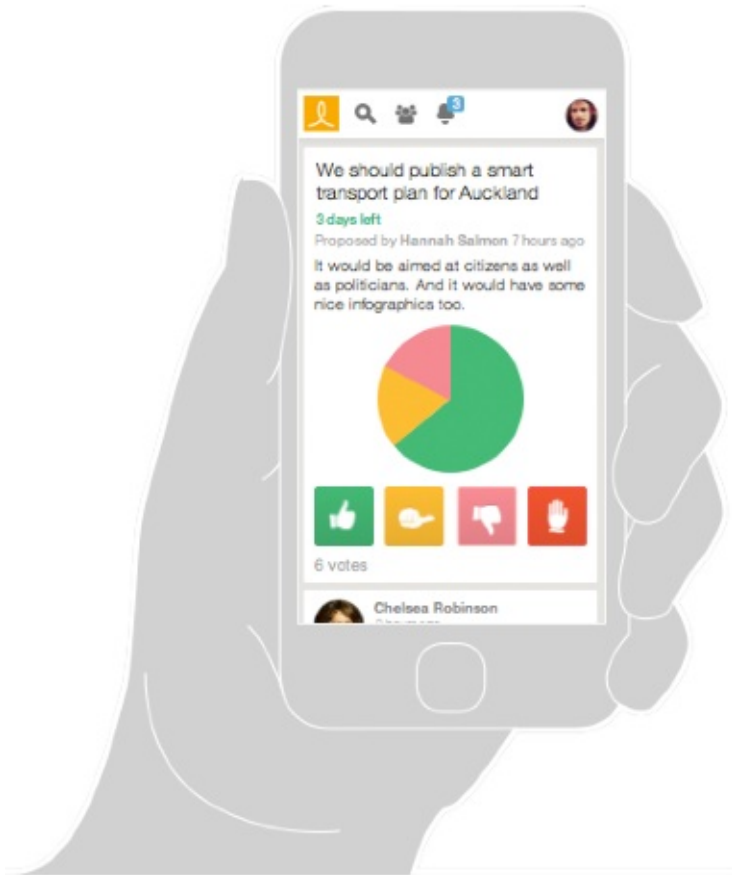 3
We should publish a smart
transport plan for Auckland
3 days left
Proposed by Hannah Salmon 7 hours ago
It would be aimed at citizens as well
as politicians. And it would have some
nice infographics too.
6 votes
Chelsea Robinson